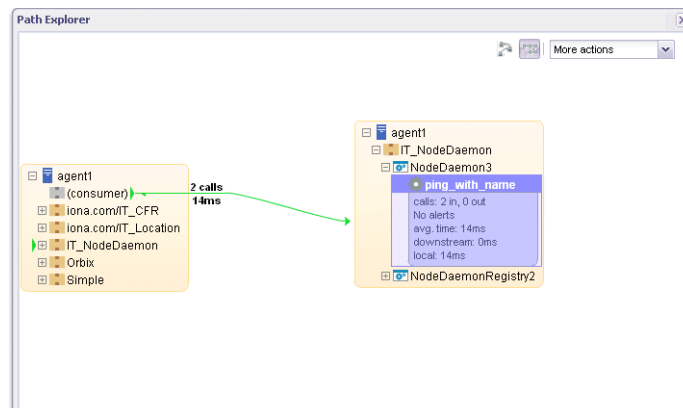 Path Explorer
More actions
agent1
(consumer)
iona.com/IT_CFR
iona.com/IT_Location
IT_NodeDaemon
Orbix
Simple
2 calls
14ms
agent1
IT_NodeDaemon
NodeDaemon3
ping_with_name
calls: 2 in, 0 out
No alerts
avg. time: 14ms
downstream: 0ms
local: 14ms
NodeDaemonRegistry2